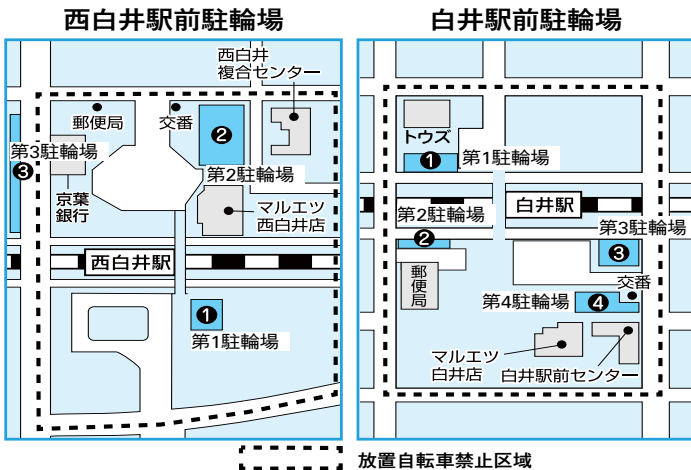 西白井駅前駐輪場
西白井
複合センター
郵便局
交番
❷
第3駐輪場
❸
第2駐輪場
京葉
銀行
マルエツ
西白井店
西白井駅
❶
第1駐輪場
白井駅前駐輪場
トウズ
❶
第1駐輪場
第2駐輪場
白井駅
第3駐輪場
❷
❸
郵便局
交番
第4駐輪場
❹
マルエツ
白井店
白井駅前センター
放置自転車禁止区域